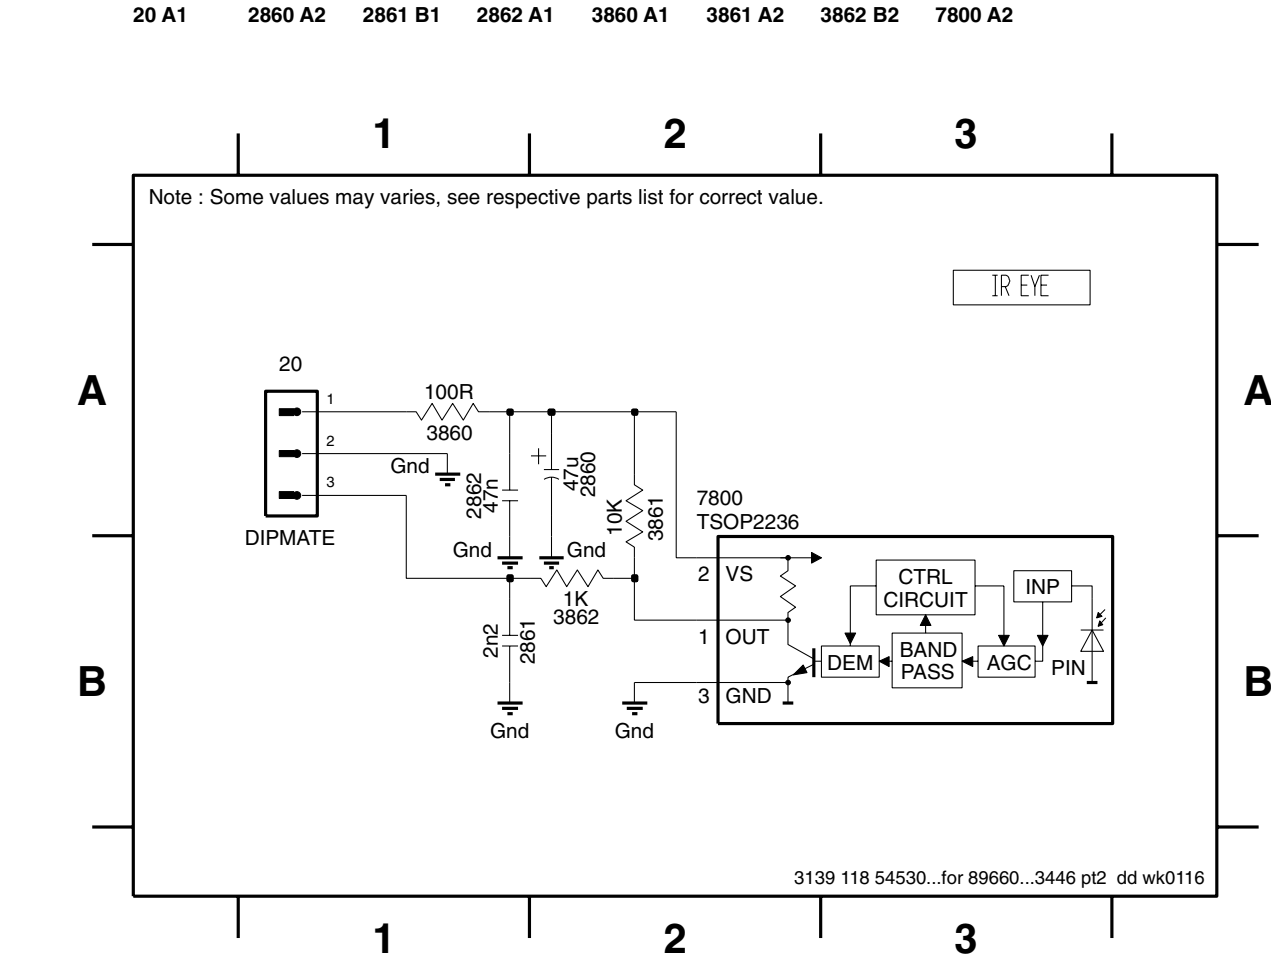 20 A1 2860 A2 2861 B1 2862 A1 3860 A1 3861 A2 3862 B2 7800 A2
1 2 3
Note : Some values may varies, see respective parts list for correct value.
IR EYE
A A
20
1
100R
3860
2
Gnd
3
DIPMATE
2862
47n
47u
2860
10K
3861
Gnd
Gnd
1K
3862
2n2
2861
Gnd
Gnd
7800
TSOP2236
2 VS
1 OUT
3 GND
CTRL
CIRCUIT
INP
DEM
BAND
PASS
AGC
PIN
B B
3139 118 54530...for 89660...3446 pt2 dd wk0116
1 2 3